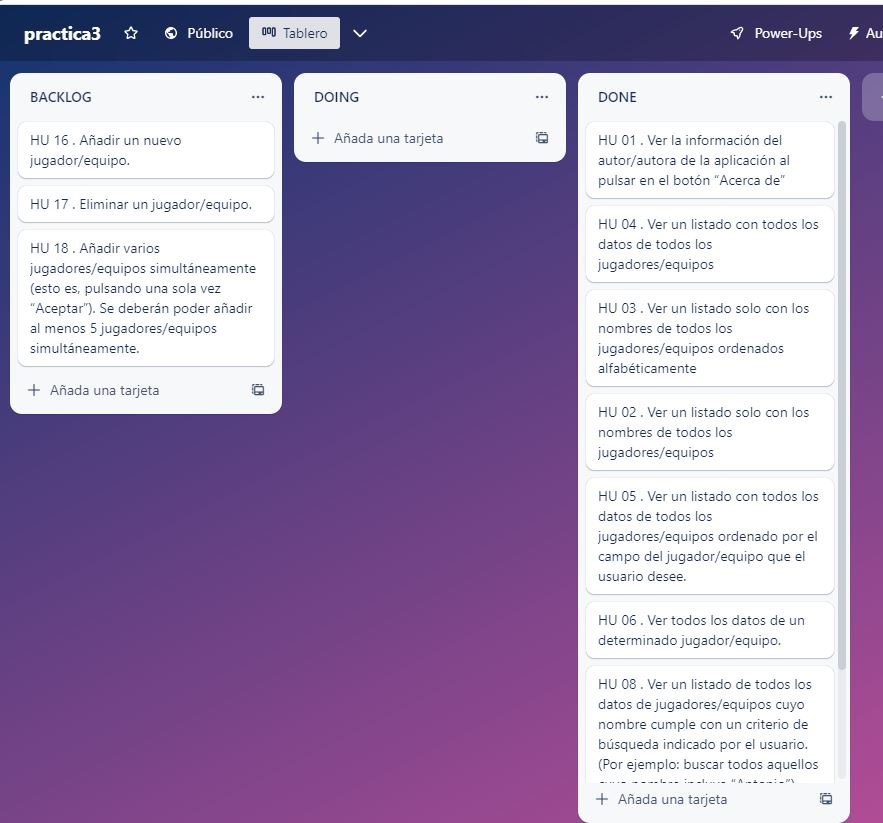 practica3
Público
Tablero
Power-Ups
Au
BACKLOG
HU 16 . Añadir un nuevo
jugador/equipo.
HU 17 . Eliminar un jugador/equipo.
HU 18 . Añadir varios
jugadores/equipos simultáneamente
(esto es, pulsando una sola vez
“Aceptar”). Se deberán poder añadir
al menos 5 jugadores/equipos
simultáneamente.
Añada una tarjeta
DOING
Añada una tarjeta
DONE
HU 01 . Ver la información del
autor/autora de la aplicación al
pulsar en el botón “Acerca de”
HU 04 . Ver un listado con todos los
datos de todos los
jugadores/equipos
HU 03 . Ver un listado solo con los
nombres de todos los
jugadores/equipos ordenados
alfabéticamente
HU 02 . Ver un listado solo con los
nombres de todos los
jugadores/equipos
HU 05 . Ver un listado con todos los
datos de todos los
jugadores/equipos ordenado por el
campo del jugador/equipo que el
usuario desee.
HU 06 . Ver todos los datos de un
determinado jugador/equipo.
HU 08 . Ver un listado de todos los
datos de jugadores/equipos cuyo
nombre cumple con un criterio de
búsqueda indicado por el usuario.
(Por ejemplo: buscar todos aquellos
cuyo nombre incluya “Antonio”)
Añada una tarjeta